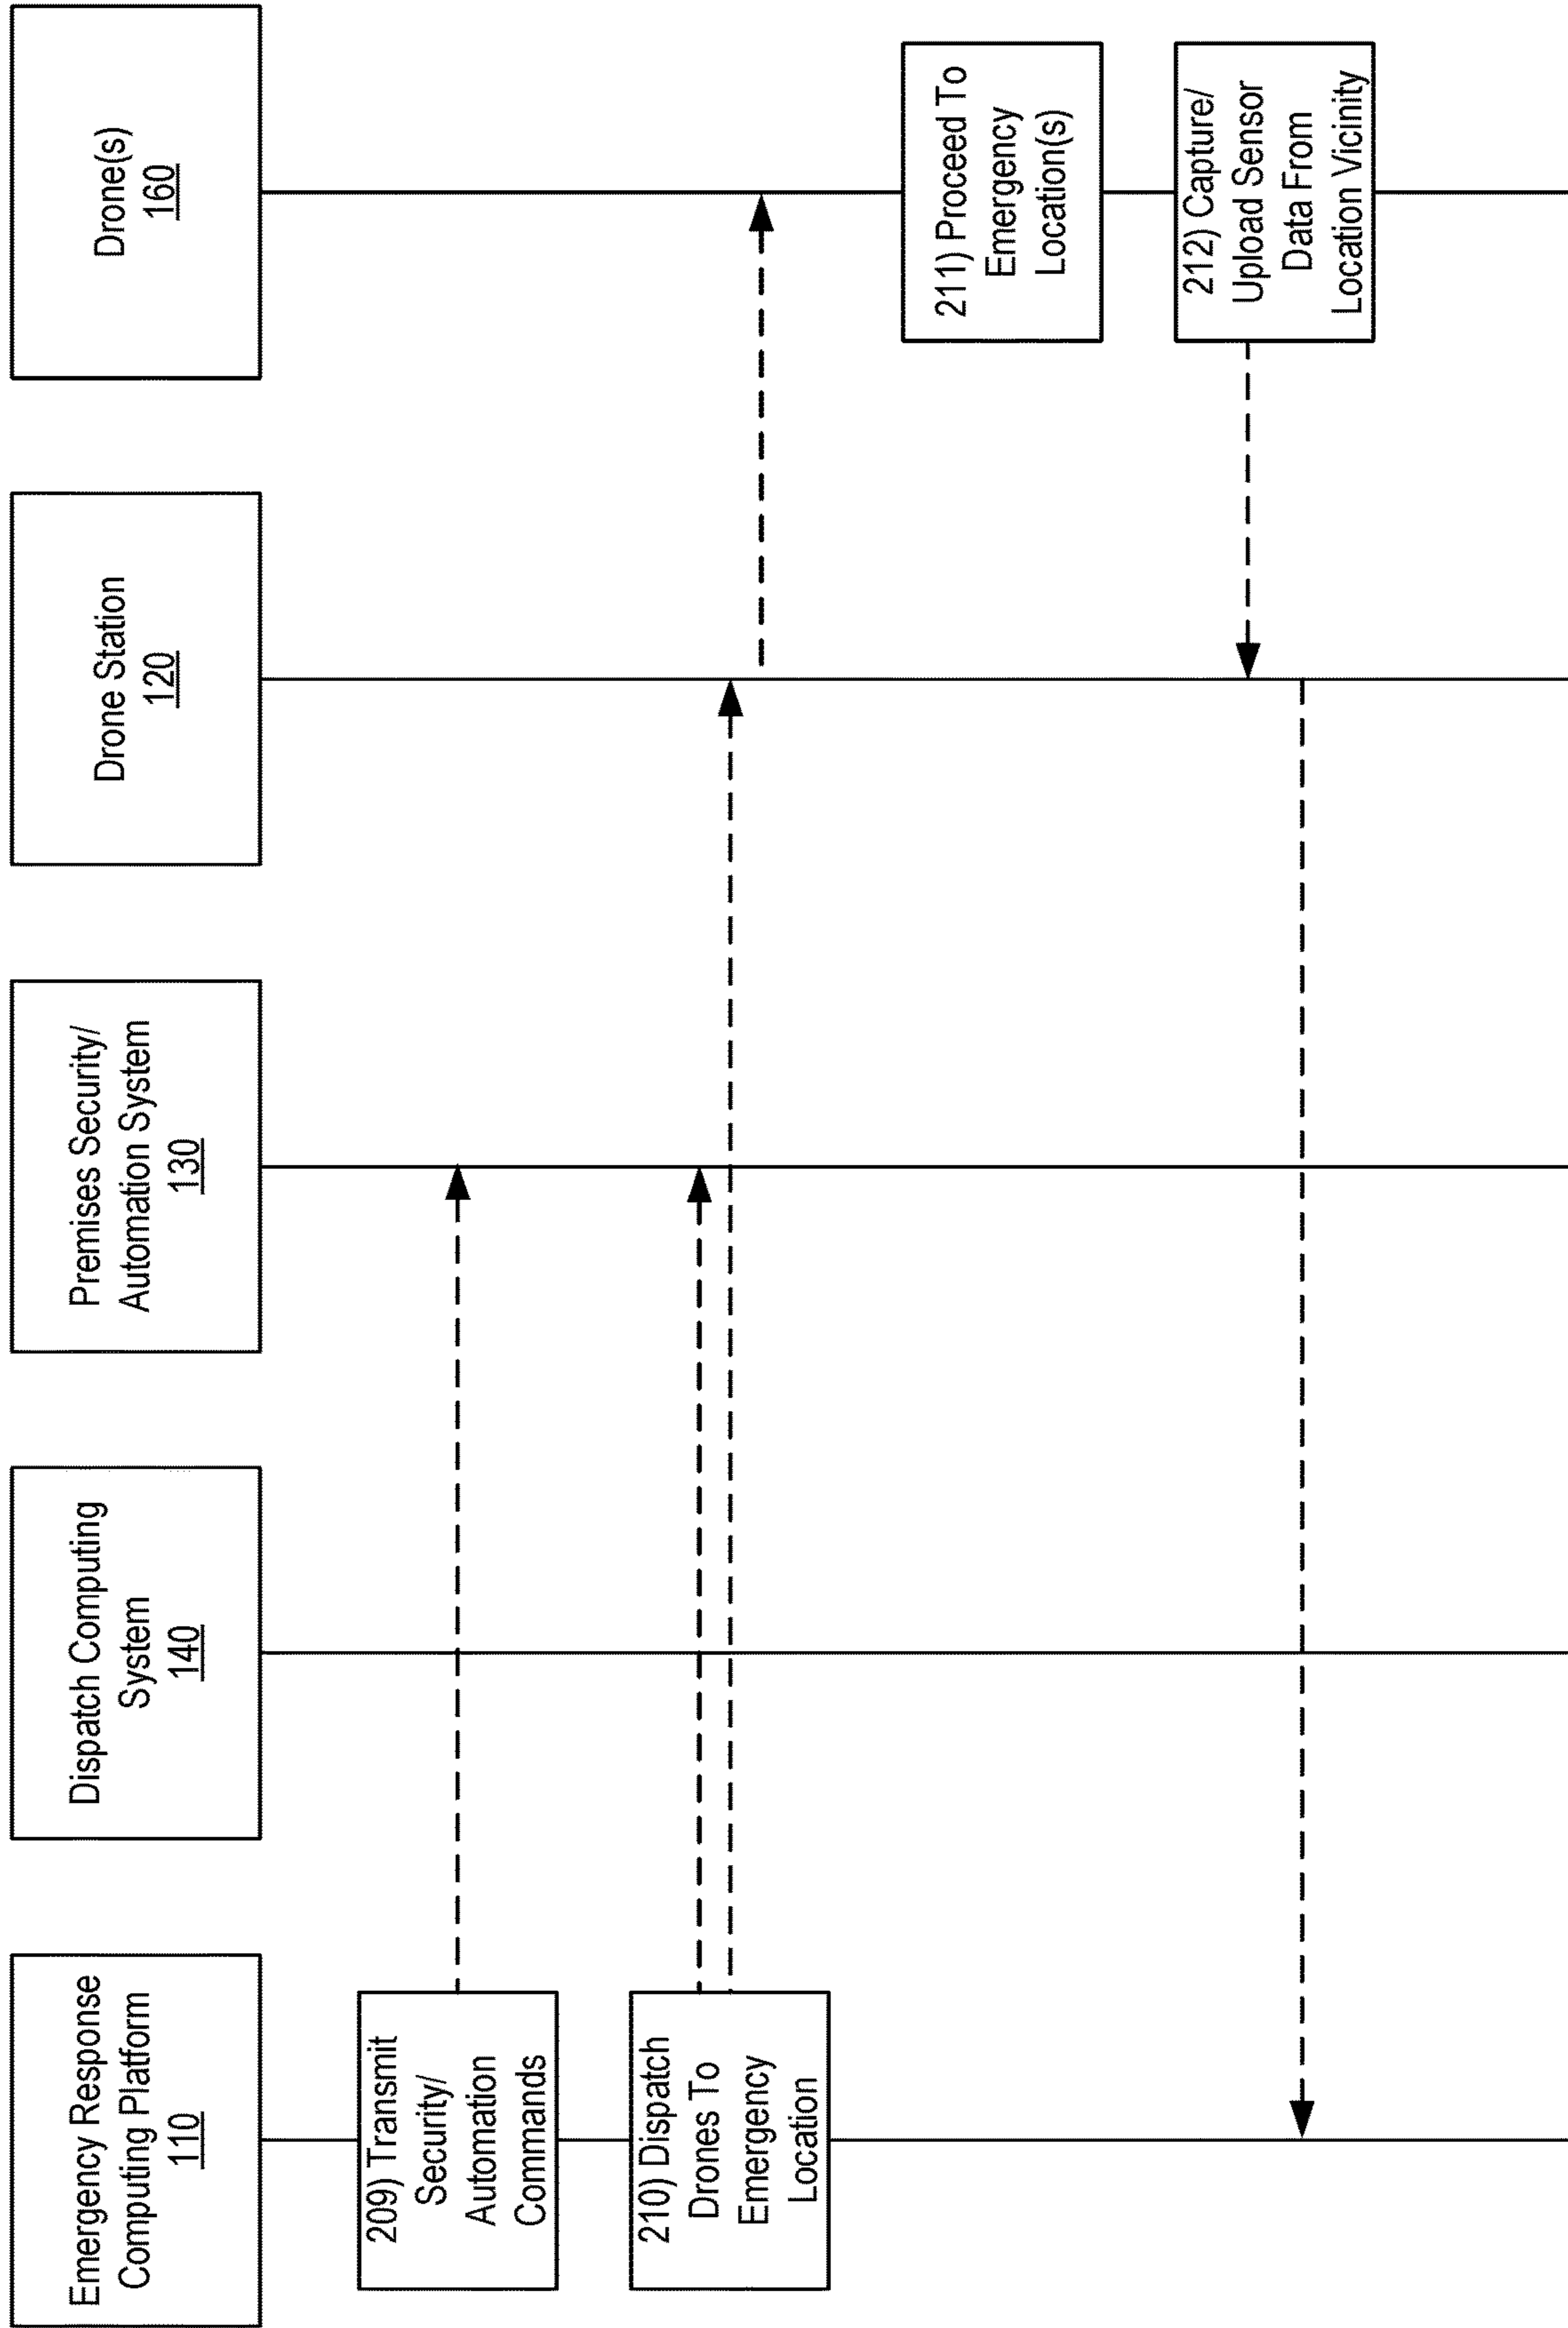 Emergency Response
Computing Platform
110
Dispatch Computing
System
140
Premises Security/
Automation System
130
Drone Station
120
Drone(s)
160
209) Transmit
Security/
Automation
Commands
210) Dispatch
Drones To
Emergency
Location
211) Proceed To
Emergency
Location(s)
212) Capture/
Upload Sensor
Data From
Location Vicinity